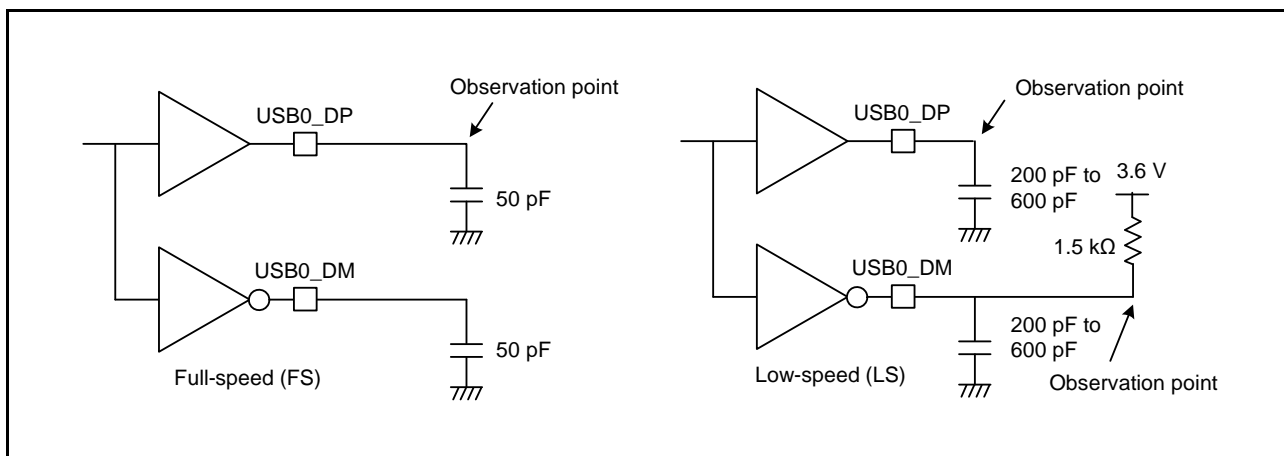 Observation point
USB0_DP
50 pF
USB0_DM
50 pF
Full-speed (FS)
Observation point
USB0_DP
200 pF to
600 pF
3.6 V
1.5 kΩ
USB0_DM
200 pF to
600 pF
Low-speed (LS)
Observation point